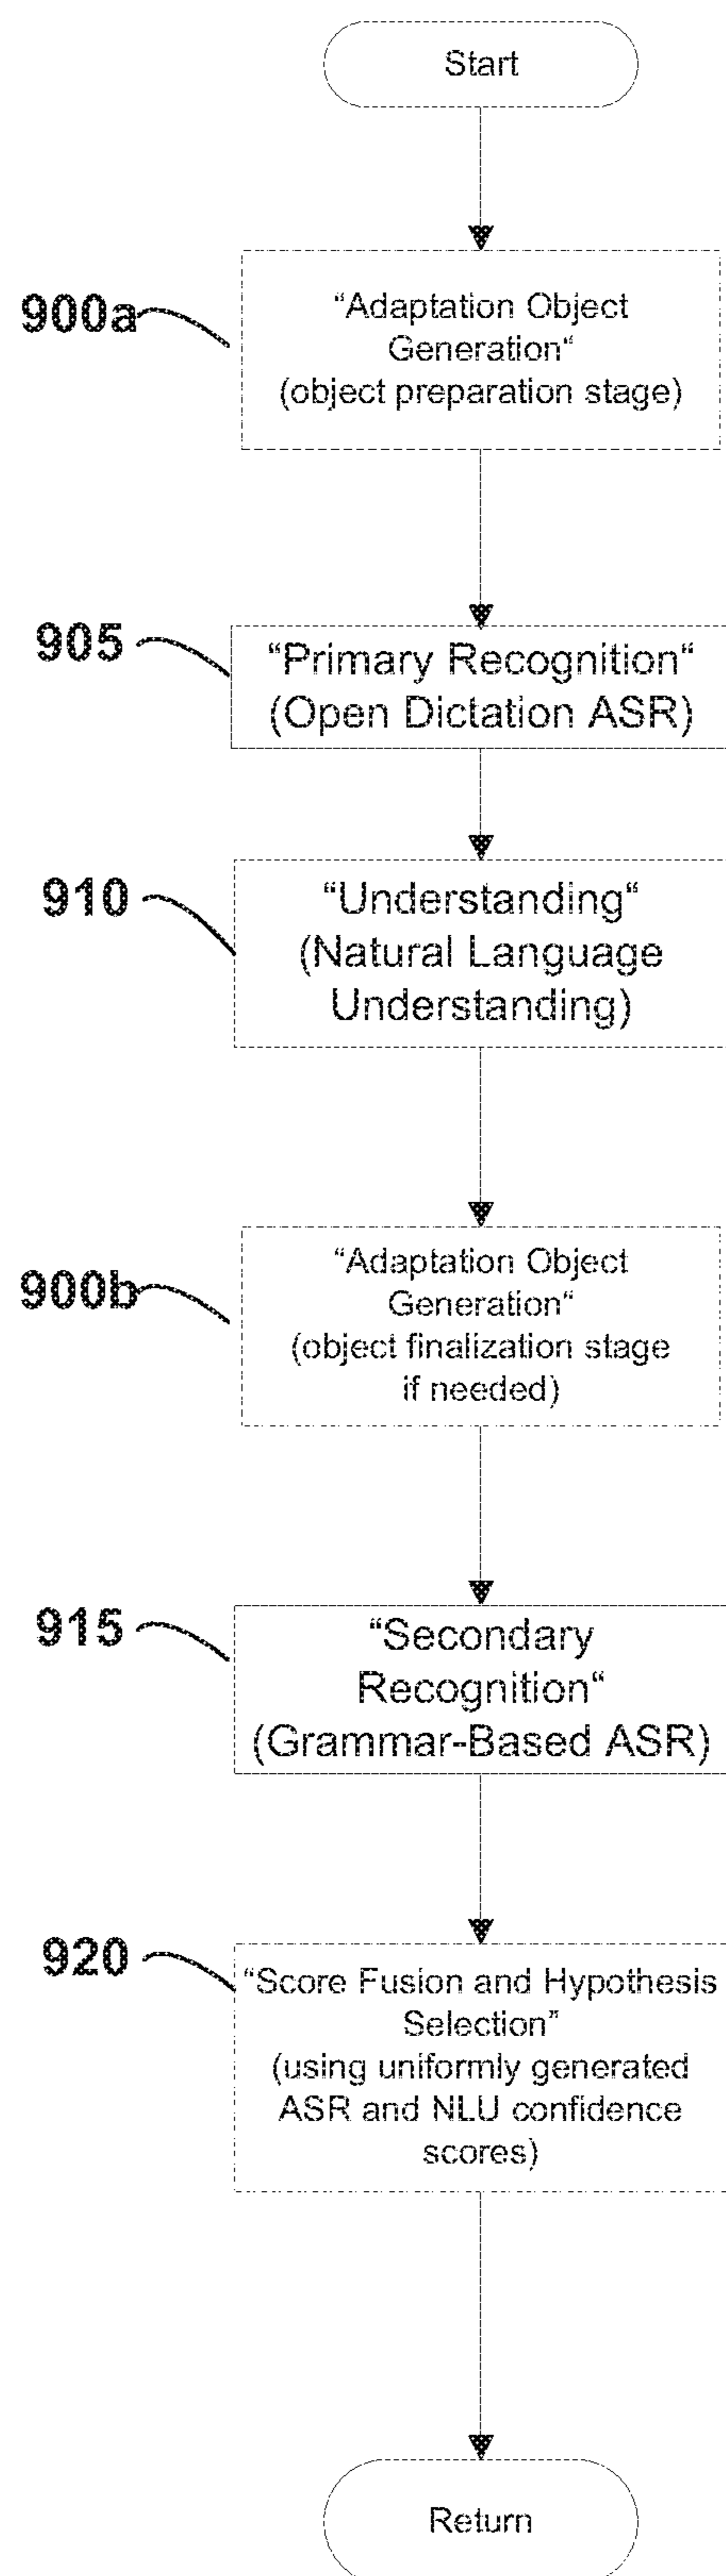 Start
900a
“Adaptation Object
Generation“
(object preparation stage)
905
“Primary Recognition“
(Open Dictation ASR)
910
“Understanding“
(Natural Language
Understanding)
900b
“Adaptation Object
Generation“
(object finalization stage
if needed)
915
“Secondary
Recognition“
(Grammar-Based ASR)
920
“Score Fusion and Hypothesis
Selection”
(using uniformly generated
ASR and NLU confidence
scores)
Return